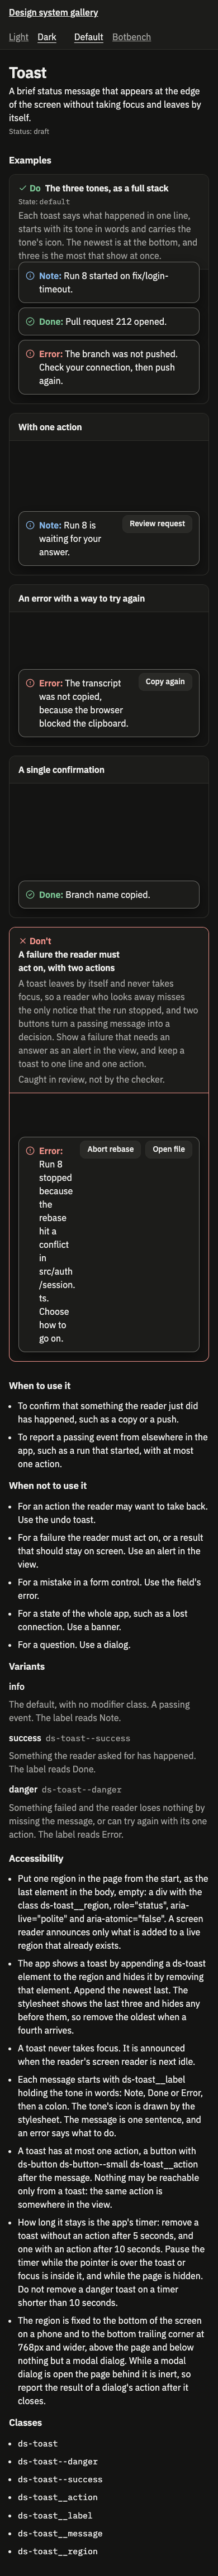 Design system gallery
Light Dark Default Botbench
Toast
A brief status message that appears at the edge
of the screen without taking focus and leaves by
itself.
Status: draft
Examples
Do The three tones, as a full stack
State: default
Each toast says what happened in one line,
starts with its tone in words and carries the
tone's icon. The newest is at the bottom, and
three is the most that show at once.
Note: Run 8 started on fix/login-
timeout.
Done: Pull request 212 opened.
Error: The branch was not pushed.
Check your connection, then push
again.
With one action
Note: Run 8 is
waiting for your
answer.
Review request
An error with a way to try again
Error: The transcript
was not copied,
because the browser
blocked the clipboard.
Copy again
A single confirmation
Done: Branch name copied.
Don't
A failure the reader must
act on, with two actions
A toast leaves by itself and never takes
focus, so a reader who looks away misses
the only notice that the run stopped, and two
buttons turn a passing message into a
decision. Show a failure that needs an
answer as an alert in the view, and keep a
toast to one line and one action.
Caught in review, not by the checker.
Error:
Run 8
stopped
because
the
rebase
hit a
conflict
in
src/auth
/session.
ts.
Choose
how to
go on.
Abort rebase
Open file
When to use it
• To confirm that something the reader just did
has happened, such as a copy or a push.
• To report a passing event from elsewhere in the
app, such as a run that started, with at most
one action.
When not to use it
• For an action the reader may want to take back.
Use the undo toast.
• For a failure the reader must act on, or a result
that should stay on screen. Use an alert in the
view.
• For a mistake in a form control. Use the field's
error.
• For a state of the whole app, such as a lost
connection. Use a banner.
• For a question. Use a dialog.
Variants
info
The default, with no modifier class. A passing
event. The label reads Note.
success ds-toast--success
Something the reader asked for has happened.
The label reads Done.
danger ds-toast--danger
Something failed and the reader loses nothing by
missing the message, or can try again with its one
action. The label reads Error.
Accessibility
• Put one region in the page from the start, as the
last element in the body, empty: a div with the
class ds-toast__region, role="status", aria-
live="polite" and aria-atomic="false". A screen
reader announces only what is added to a live
region that already exists.
• The app shows a toast by appending a ds-toast
element to the region and hides it by removing
that element. Append the newest last. The
stylesheet shows the last three and hides any
before them, so remove the oldest when a
fourth arrives.
• A toast never takes focus. It is announced
when the reader's screen reader is next idle.
• Each message starts with ds-toast__label
holding the tone in words: Note, Done or Error,
then a colon. The tone's icon is drawn by the
stylesheet. The message is one sentence, and
an error says what to do.
• A toast has at most one action, a button with
ds-button ds-button--small ds-toast__action
after the message. Nothing may be reachable
only from a toast: the same action is
somewhere in the view.
• How long it stays is the app's timer: remove a
toast without an action after 5 seconds, and
one with an action after 10 seconds. Pause the
timer while the pointer is over the toast or
focus is inside it, and while the page is hidden.
Do not remove a danger toast on a timer
shorter than 10 seconds.
• The region is fixed to the bottom of the screen
on a phone and to the bottom trailing corner at
768px and wider, above the page and below
nothing but a modal dialog. While a modal
dialog is open the page behind it is inert, so
report the result of a dialog's action after it
closes.
Classes
• ds-toast
• ds-toast--danger
• ds-toast--success
• ds-toast__action
• ds-toast__label
• ds-toast__message
• ds-toast__region